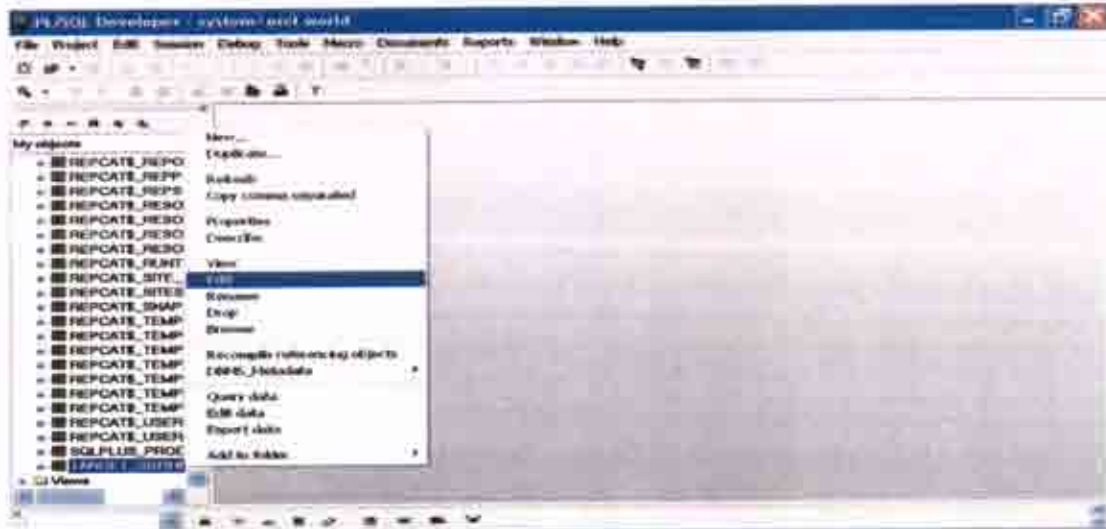 PL/SQL Developer - system
File Project Edit Session Debug Tools Macro Documents Reports Window Help
My objects
REPCAT$_REPO
REPCAT$_REPP
REPCAT$_REPS
REPCAT$_RESO
REPCAT$_RESO
REPCAT$_RESO
REPCAT$_RESO
REPCAT$_RUNT
REPCAT$_SITE_
REPCAT$_SITES
REPCAT$_SNAP
REPCAT$_TEMP
REPCAT$_TEMP
REPCAT$_TEMP
REPCAT$_TEMP
REPCAT$_TEMP
REPCAT$_TEMP
REPCAT$_TEMP
REPCAT$_USER
REPCAT$_USER
SQLPLUS_PROD
Views
New...
Duplicate...
Refresh
Copy comma separated
Properties
Describe
View
Edit
Rename
Drop
Browse
Recompile referencing objects
DBMS_Metadata
Query data
Edit data
Export data
Add to folder